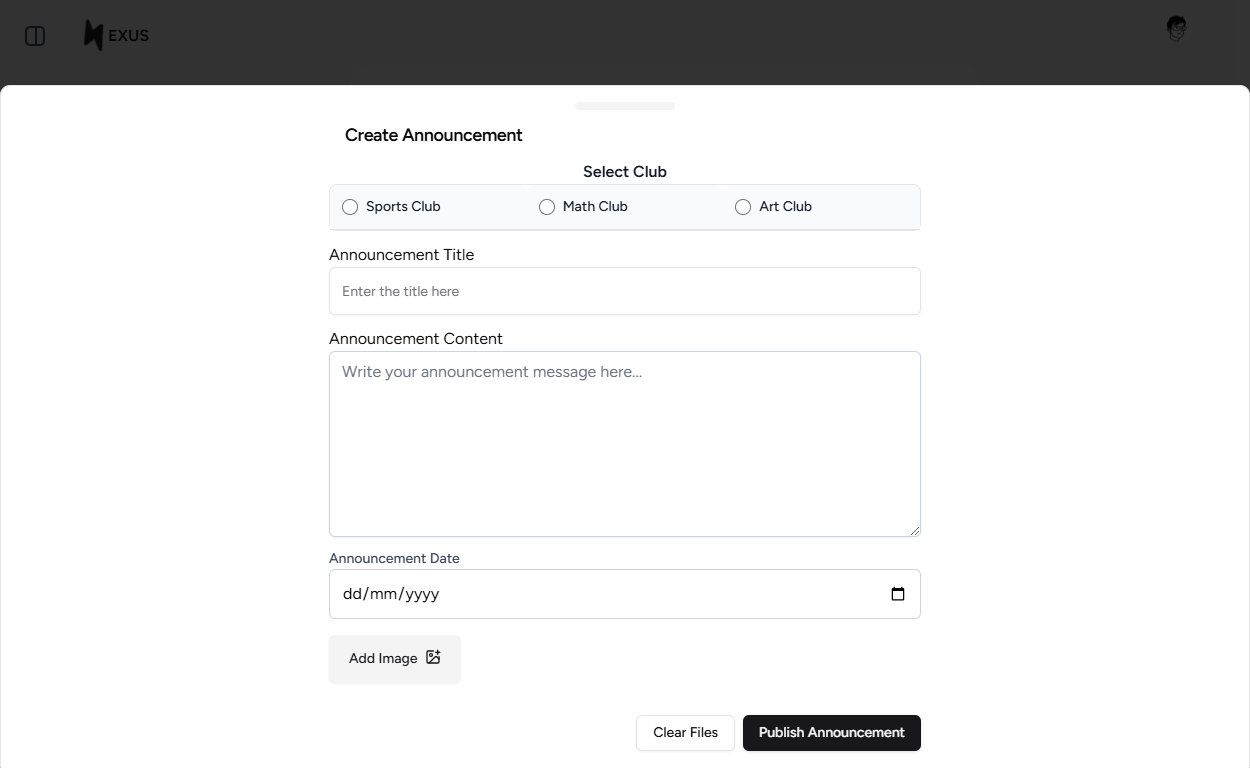 EXUS
Create Announcement
Select Club
Sports Club Math Club Art Club
Announcement Title
Enter the title here
Announcement Content
Write your announcement message here...
Announcement Date
dd/mm/yyyy
Add Image
Clear Files Publish Announcement